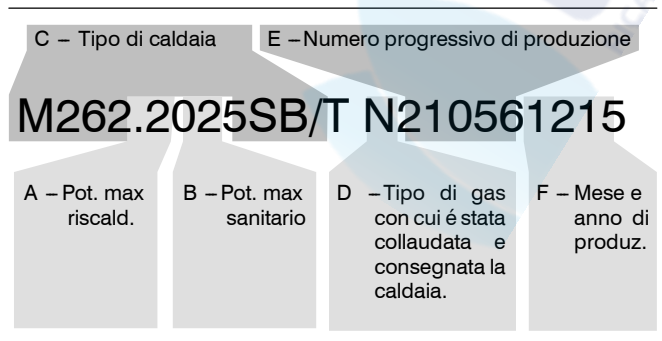 C – Tipo di caldaia E –Numero progressivo di produzione
M262.2025SB/T N210561215
A –Pot. max riscald.
B –Pot. max sanitario
D –Tipo di gas con cui é stata collaudata e consegnata la caldaia.
F –Mese e anno di produz.